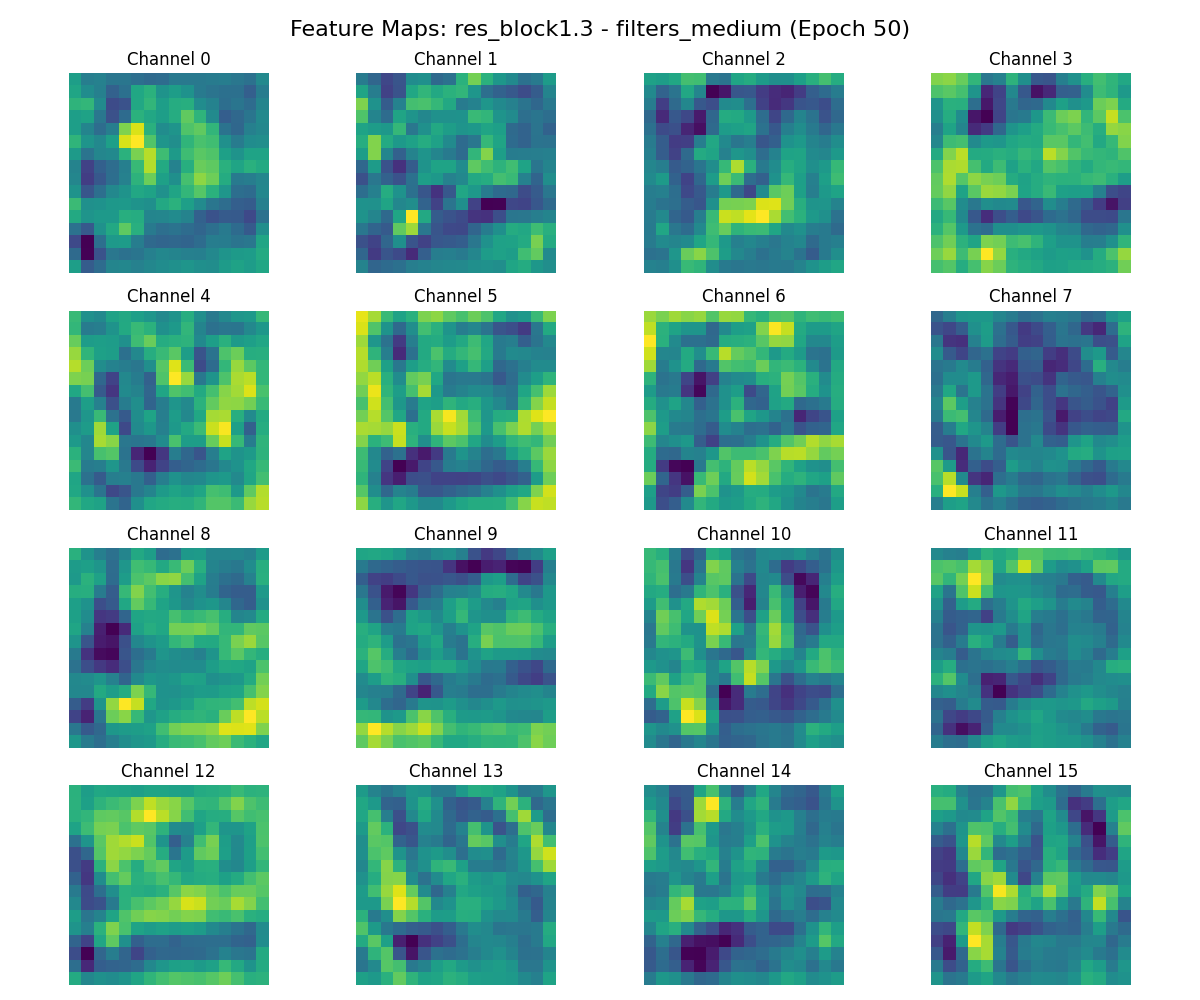 Feature Maps: res_block1.3 - filters_medium (Epoch 50)
Channel 0
Channel 1
Channel 2
Channel 3
Channel 4
Channel 5
Channel 6
Channel 7
Channel 8
Channel 9
Channel 10
Channel 11
Channel 12
Channel 13
Channel 14
Channel 15